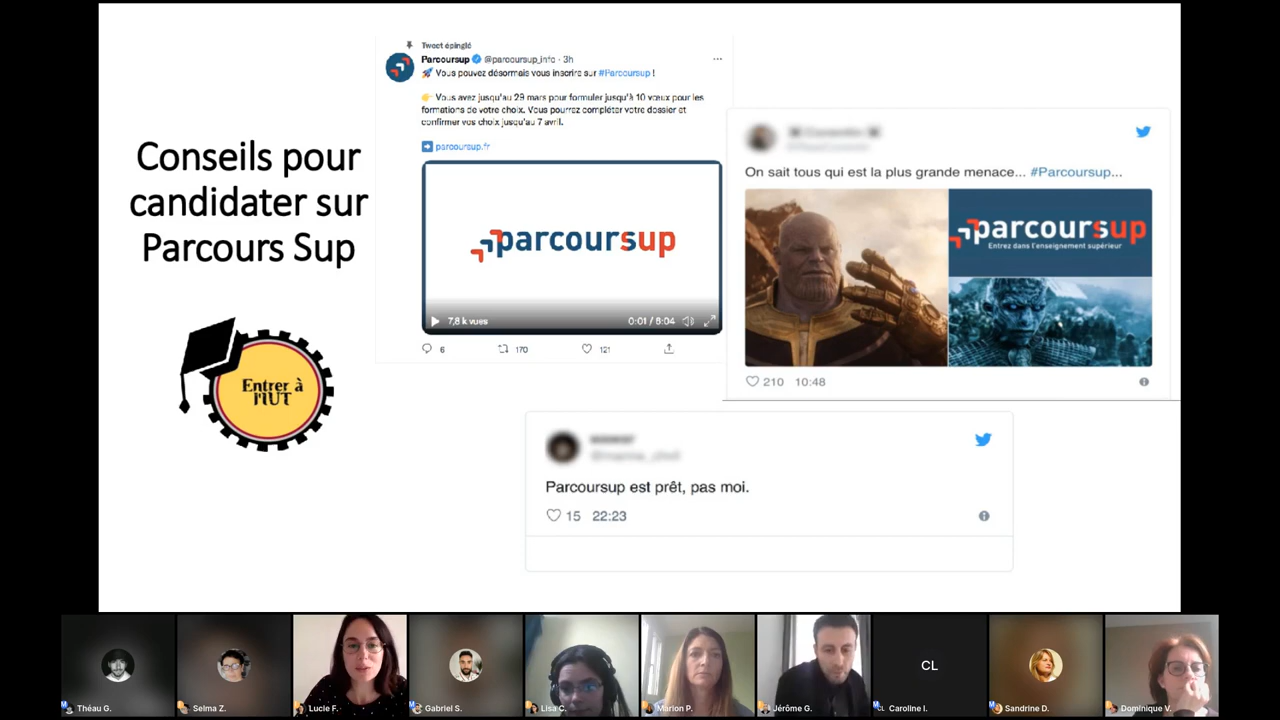 Conseils pour
candidater sur
Parcours Sup
Entrer à
l'IUT
Tweet épinglé
Parcoursup @parcoursup_info · 3h
🚀 Vous pouvez désormais vous inscrire sur #Parcoursup !
👉 Vous avez jusqu'au 29 mars pour formuler jusqu'à 10 vœux pour les
formations de votre choix. Vous pourrez compléter votre dossier et
confirmer vos choix jusqu'au 7 avril.
➡️ parcoursup.fr
parcoursup
7,8 k vues 0:01 / 8:04
6 170 121
On sait tous qui est la plus grande menace... #Parcoursup...
parcoursup
Entrez dans l'enseignement supérieur
210 10:48
Parcoursup est prêt, pas moi.
15 22:23
CL
Théau G. Selma Z. Lucie F. Gabriel S. Lisa C. Marion P. Jérôme G. Caroline I. Sandrine D. Dominique V.